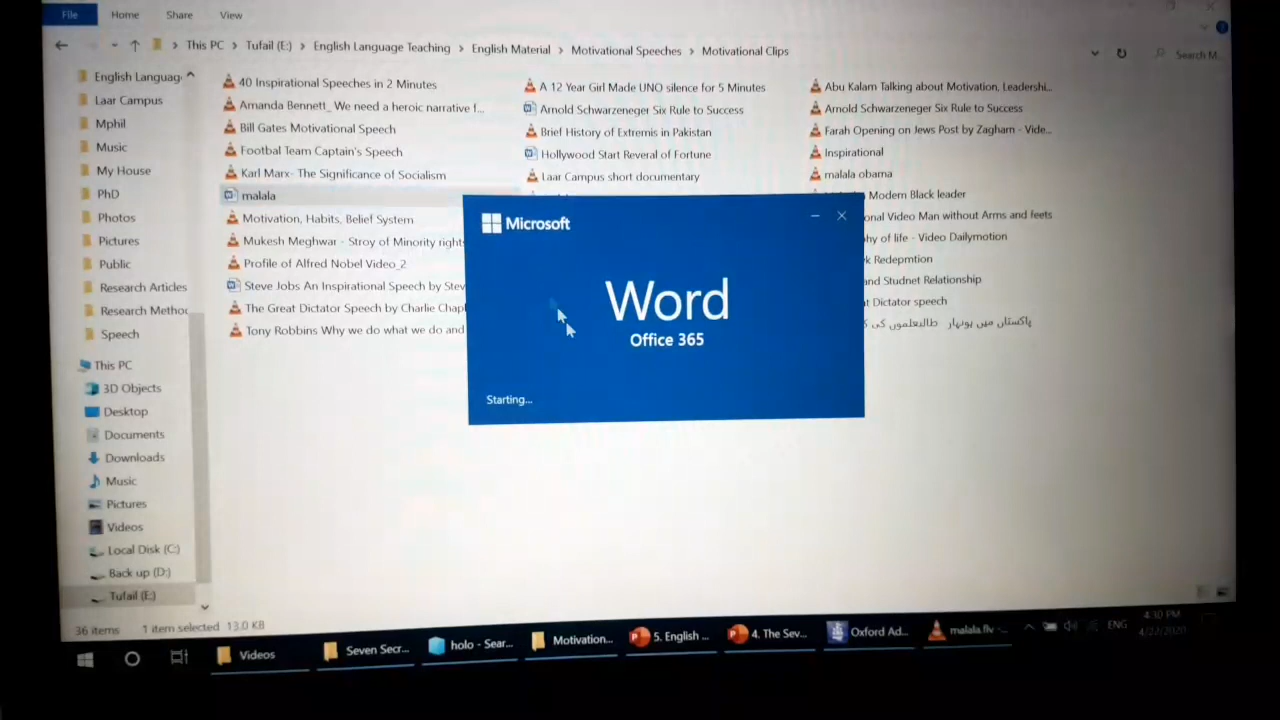 File Home Share View
This PC > Tufail (E:) > English Language Teaching > English Material > Motivational Speeches > Motivational Clips
Search M...
English Languag
Laar Campus
Mphil
Music
My House
PhD
Photos
Pictures
Public
Research Articles
Research Metho
Speech
This PC
3D Objects
Desktop
Documents
Downloads
Music
Pictures
Videos
Local Disk (C:)
Back up (D:)
Tufail (E:)
40 Inspirational Speeches in 2 Minutes
Amanda Bennett_ We need a heroic narrative f...
Bill Gates Motivational Speech
Footbal Team Captain's Speech
Karl Marx- The Significance of Socialism
malala
Motivation, Habits, Belief System
Mukesh Meghwar - Stroy of Minority rights
Profile of Alfred Nobel Video_2
Steve Jobs An Inspirational Speech by Stev
The Great Dictator Speech by Charlie Chapl
Tony Robbins Why we do what we do and
A 12 Year Girl Made UNO silence for 5 Minutes
Arnold Schwarzeneger Six Rule to Success
Brief History of Extremis in Pakistan
Hollywood Start Reveral of Fortune
Laar Campus short documentary
Abu Kalam Talking about Motivation, Leadershi...
Arnold Schwarzeneger Six Rule to Success
Farah Opening on Jews Post by Zagham - Vide...
Inspirational
malala obama
Modern Black leader
onal Video Man without Arms and feets
hy of life - Video Dailymotion
k Redepmtion
and Studnet Relationship
t Dictator speech
پاکستان میں ہونہار طالبعلموں کی
Microsoft
Word
Office 365
Starting...
36 items 1 item selected 13.0 KB
Videos
Seven Secr...
holo - Sear...
Motivation...
5. English ...
4. The Sev...
Oxford Ad...
malala.flv -...
ENG
4:30 PM
4/27/2020